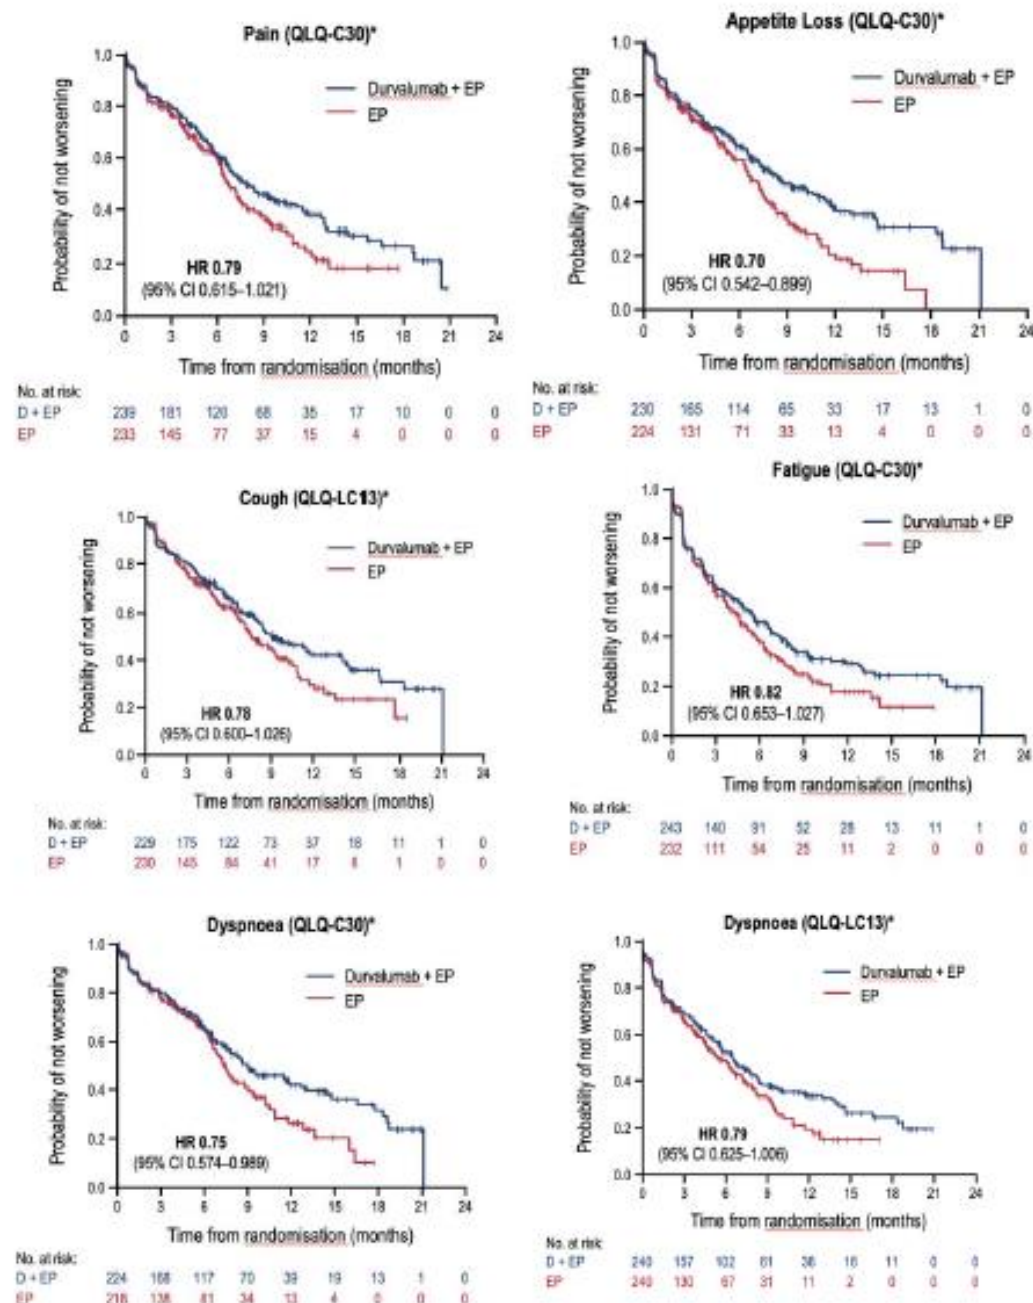 Pain (QLQ-C30)*
Probability of not worsening
1.0
0.8
0.6
0.4
0.2
0.0
Durvalumab + EP
EP
HR 0.79
(95% CI 0.615–1.021)
0 3 6 9 12 15 18 21 24
Time from randomisation (months)
No. at risk:
D + EP 239 181 120 68 35 17 10 0 0
EP 233 145 77 37 15 4 0 0 0
Appetite Loss (QLQ-C30)*
Probability of not worsening
1.0
0.8
0.6
0.4
0.2
0.0
Durvalumab + EP
EP
HR 0.70
(95% CI 0.542–0.899)
0 3 6 9 12 15 18 21 24
Time from randomisation (months)
No. at risk:
D + EP 230 165 114 65 33 17 13 1 0
EP 224 131 71 33 13 4 0 0 0
Cough (QLQ-LC13)*
Probability of not worsening
1.0
0.8
0.6
0.4
0.2
0.0
Durvalumab + EP
EP
HR 0.78
(95% CI 0.600–1.026)
0 3 6 9 12 15 18 21 24
Time from randomisation (months)
No. at risk:
D + EP 229 175 122 73 37 18 11 1 0
EP 230 145 84 41 17 8 1 0 0
Fatigue (QLQ-C30)*
Probability of not worsening
1.0
0.8
0.6
0.4
0.2
0.0
Durvalumab + EP
EP
HR 0.82
(95% CI 0.653–1.027)
0 3 6 9 12 15 18 21 24
Time from randomisation (months)
No. at risk:
D + EP 243 140 91 52 28 13 11 1 0
EP 232 111 54 25 11 2 0 0 0
Dyspnoea (QLQ-C30)*
Probability of not worsening
1.0
0.8
0.6
0.4
0.2
0.0
Durvalumab + EP
EP
HR 0.75
(95% CI 0.574–0.989)
0 3 6 9 12 15 18 21 24
Time from randomisation (months)
No. at risk:
D + EP 224 168 117 70 39 19 13 1 0
EP 218 138 81 34 13 4 0 0 0
Dyspnoea (QLQ-LC13)*
Probability of not worsening
1.0
0.8
0.6
0.4
0.2
0.0
Durvalumab + EP
EP
HR 0.79
(95% CI 0.625–1.006)
0 3 6 9 12 15 18 21 24
Time from randomisation (months)
No. at risk:
D + EP 240 157 102 61 38 16 11 0 0
EP 240 130 67 31 11 2 0 0 0